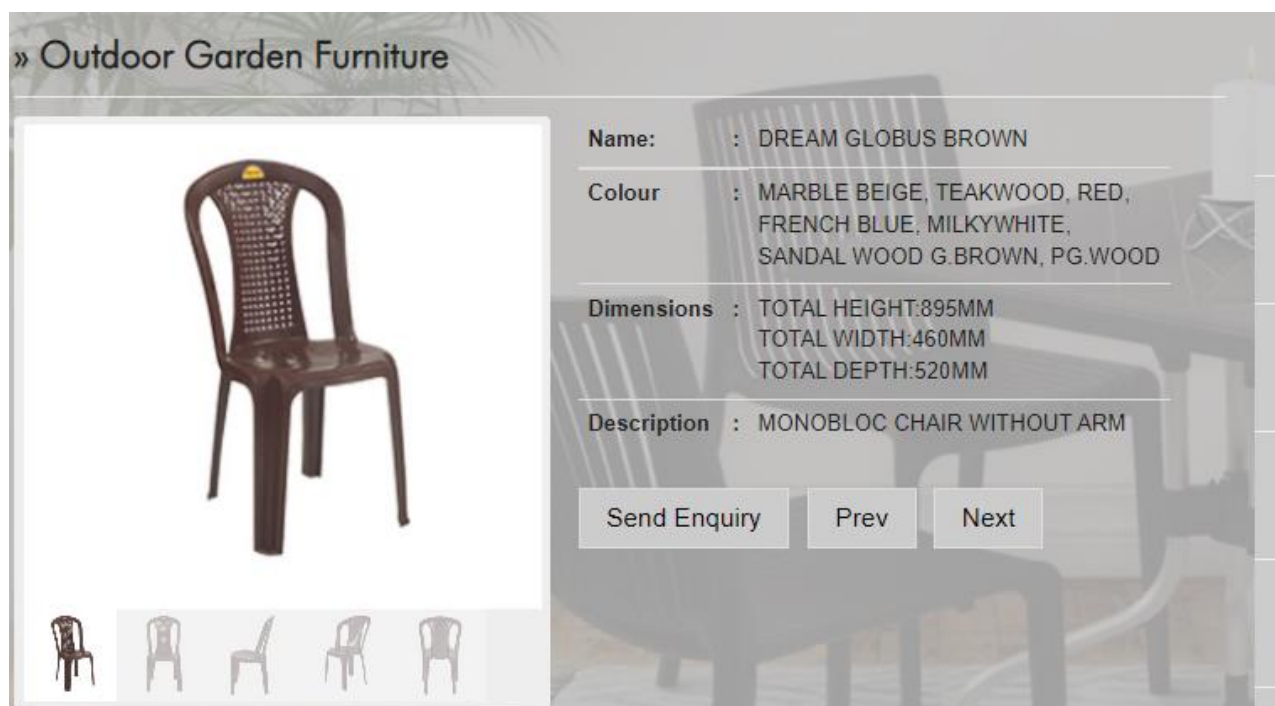 » Outdoor Garden Furniture
Name: : DREAM GLOBUS BROWN
Colour : MARBLE BEIGE, TEAKWOOD, RED,
FRENCH BLUE, MILKYWHITE,
SANDAL WOOD G.BROWN, PG.WOOD
Dimensions : TOTAL HEIGHT:895MM
TOTAL WIDTH:460MM
TOTAL DEPTH:520MM
Description : MONOBLOC CHAIR WITHOUT ARM
Send Enquiry Prev Next